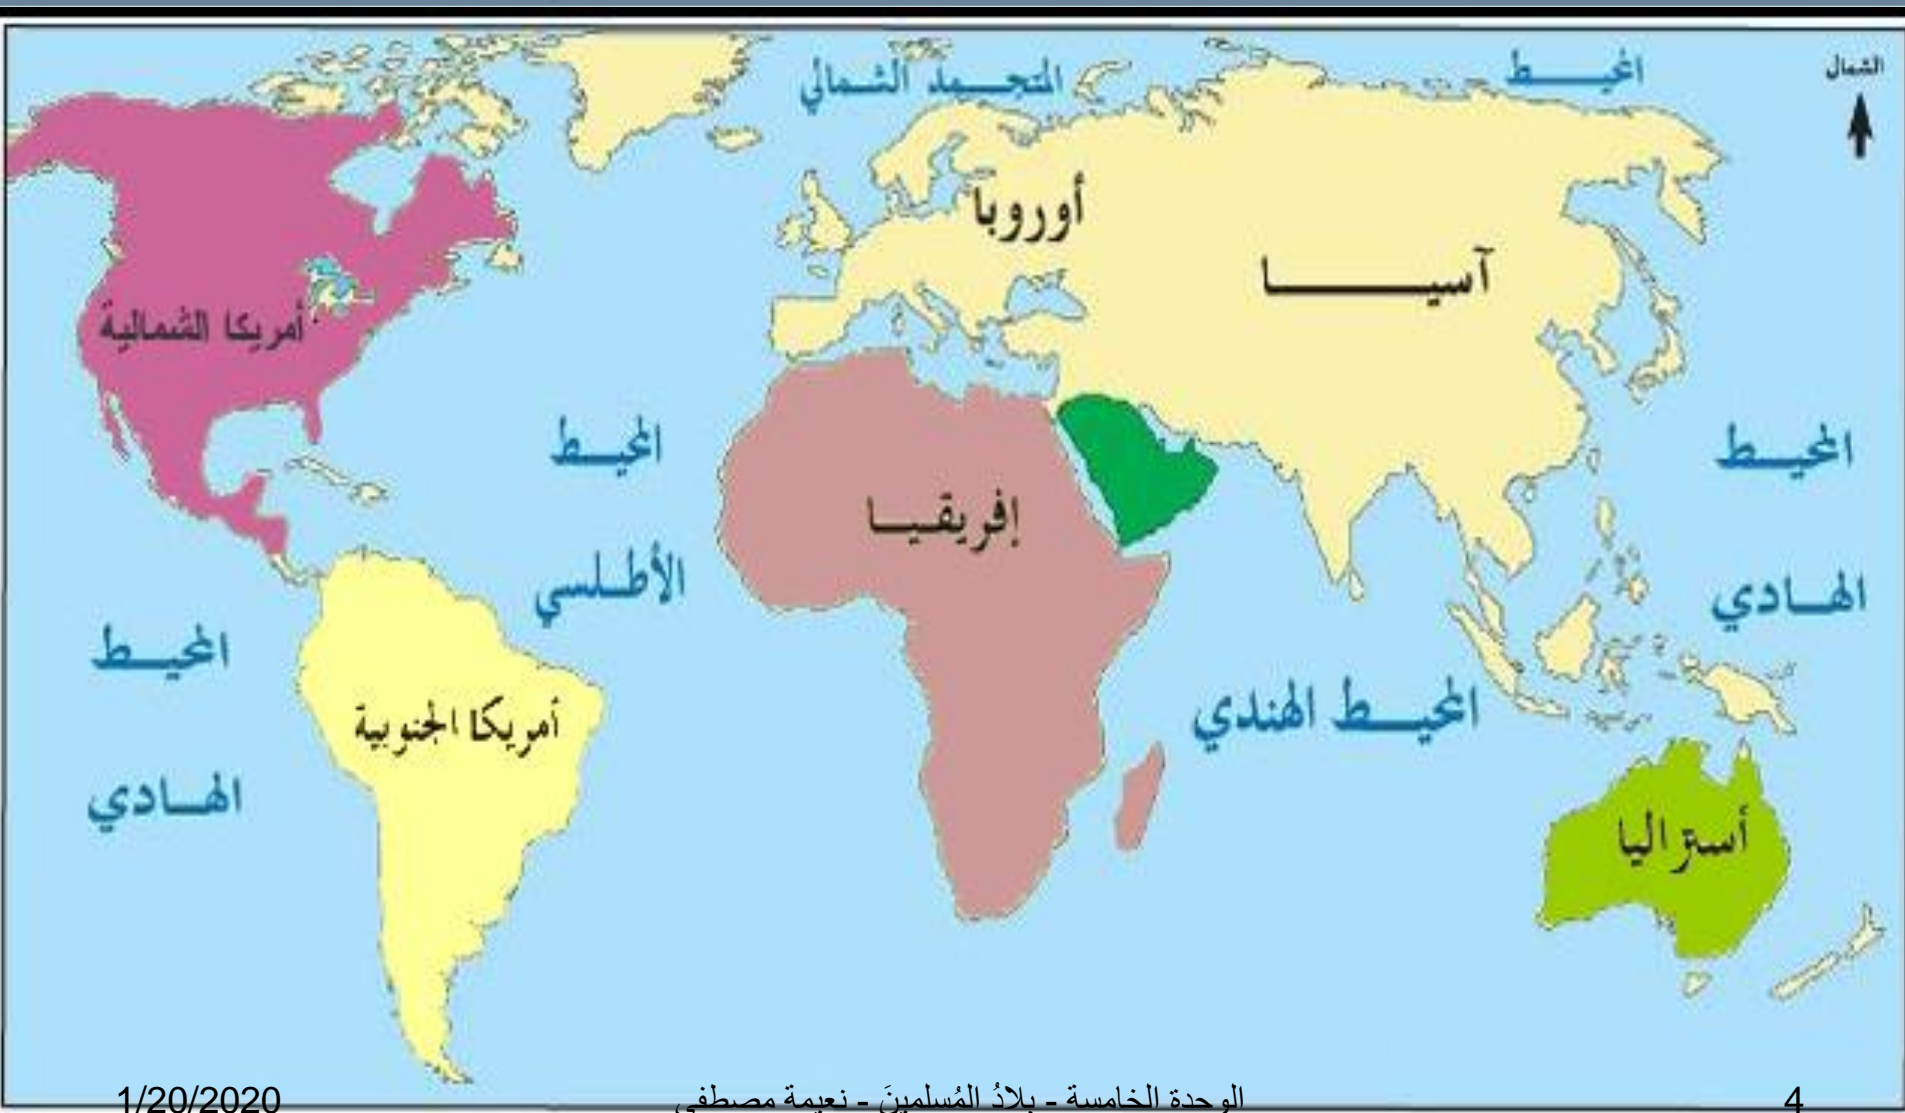 الشمال
المحيط
المتجمد الشمالي
أوروبا
آسيا
أمريكا الشمالية
المحيط
الأطلسي
إفريقيا
المحيط
الهادي
المحيط
الهادي
أمريكا الجنوبية
المحيط الهندي
أستراليا
4
الوحدة الخامسة - بلادُ المُسلمينَ - نعيمة مصطفى
1/20/2020